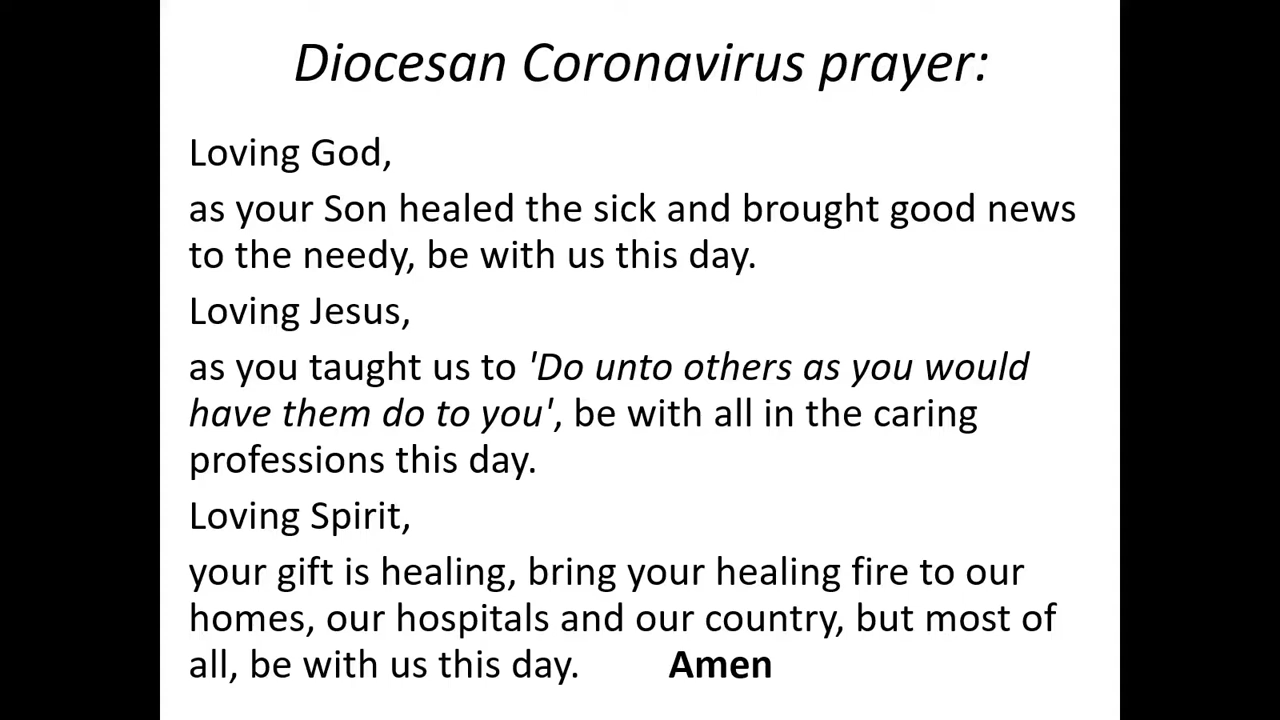 Diocesan Coronavirus prayer:
Loving God,
as your Son healed the sick and brought good news
to the needy, be with us this day.
Loving Jesus,
as you taught us to 'Do unto others as you would
have them do to you', be with all in the caring
professions this day.
Loving Spirit,
your gift is healing, bring your healing fire to our
homes, our hospitals and our country, but most of
all, be with us this day. Amen